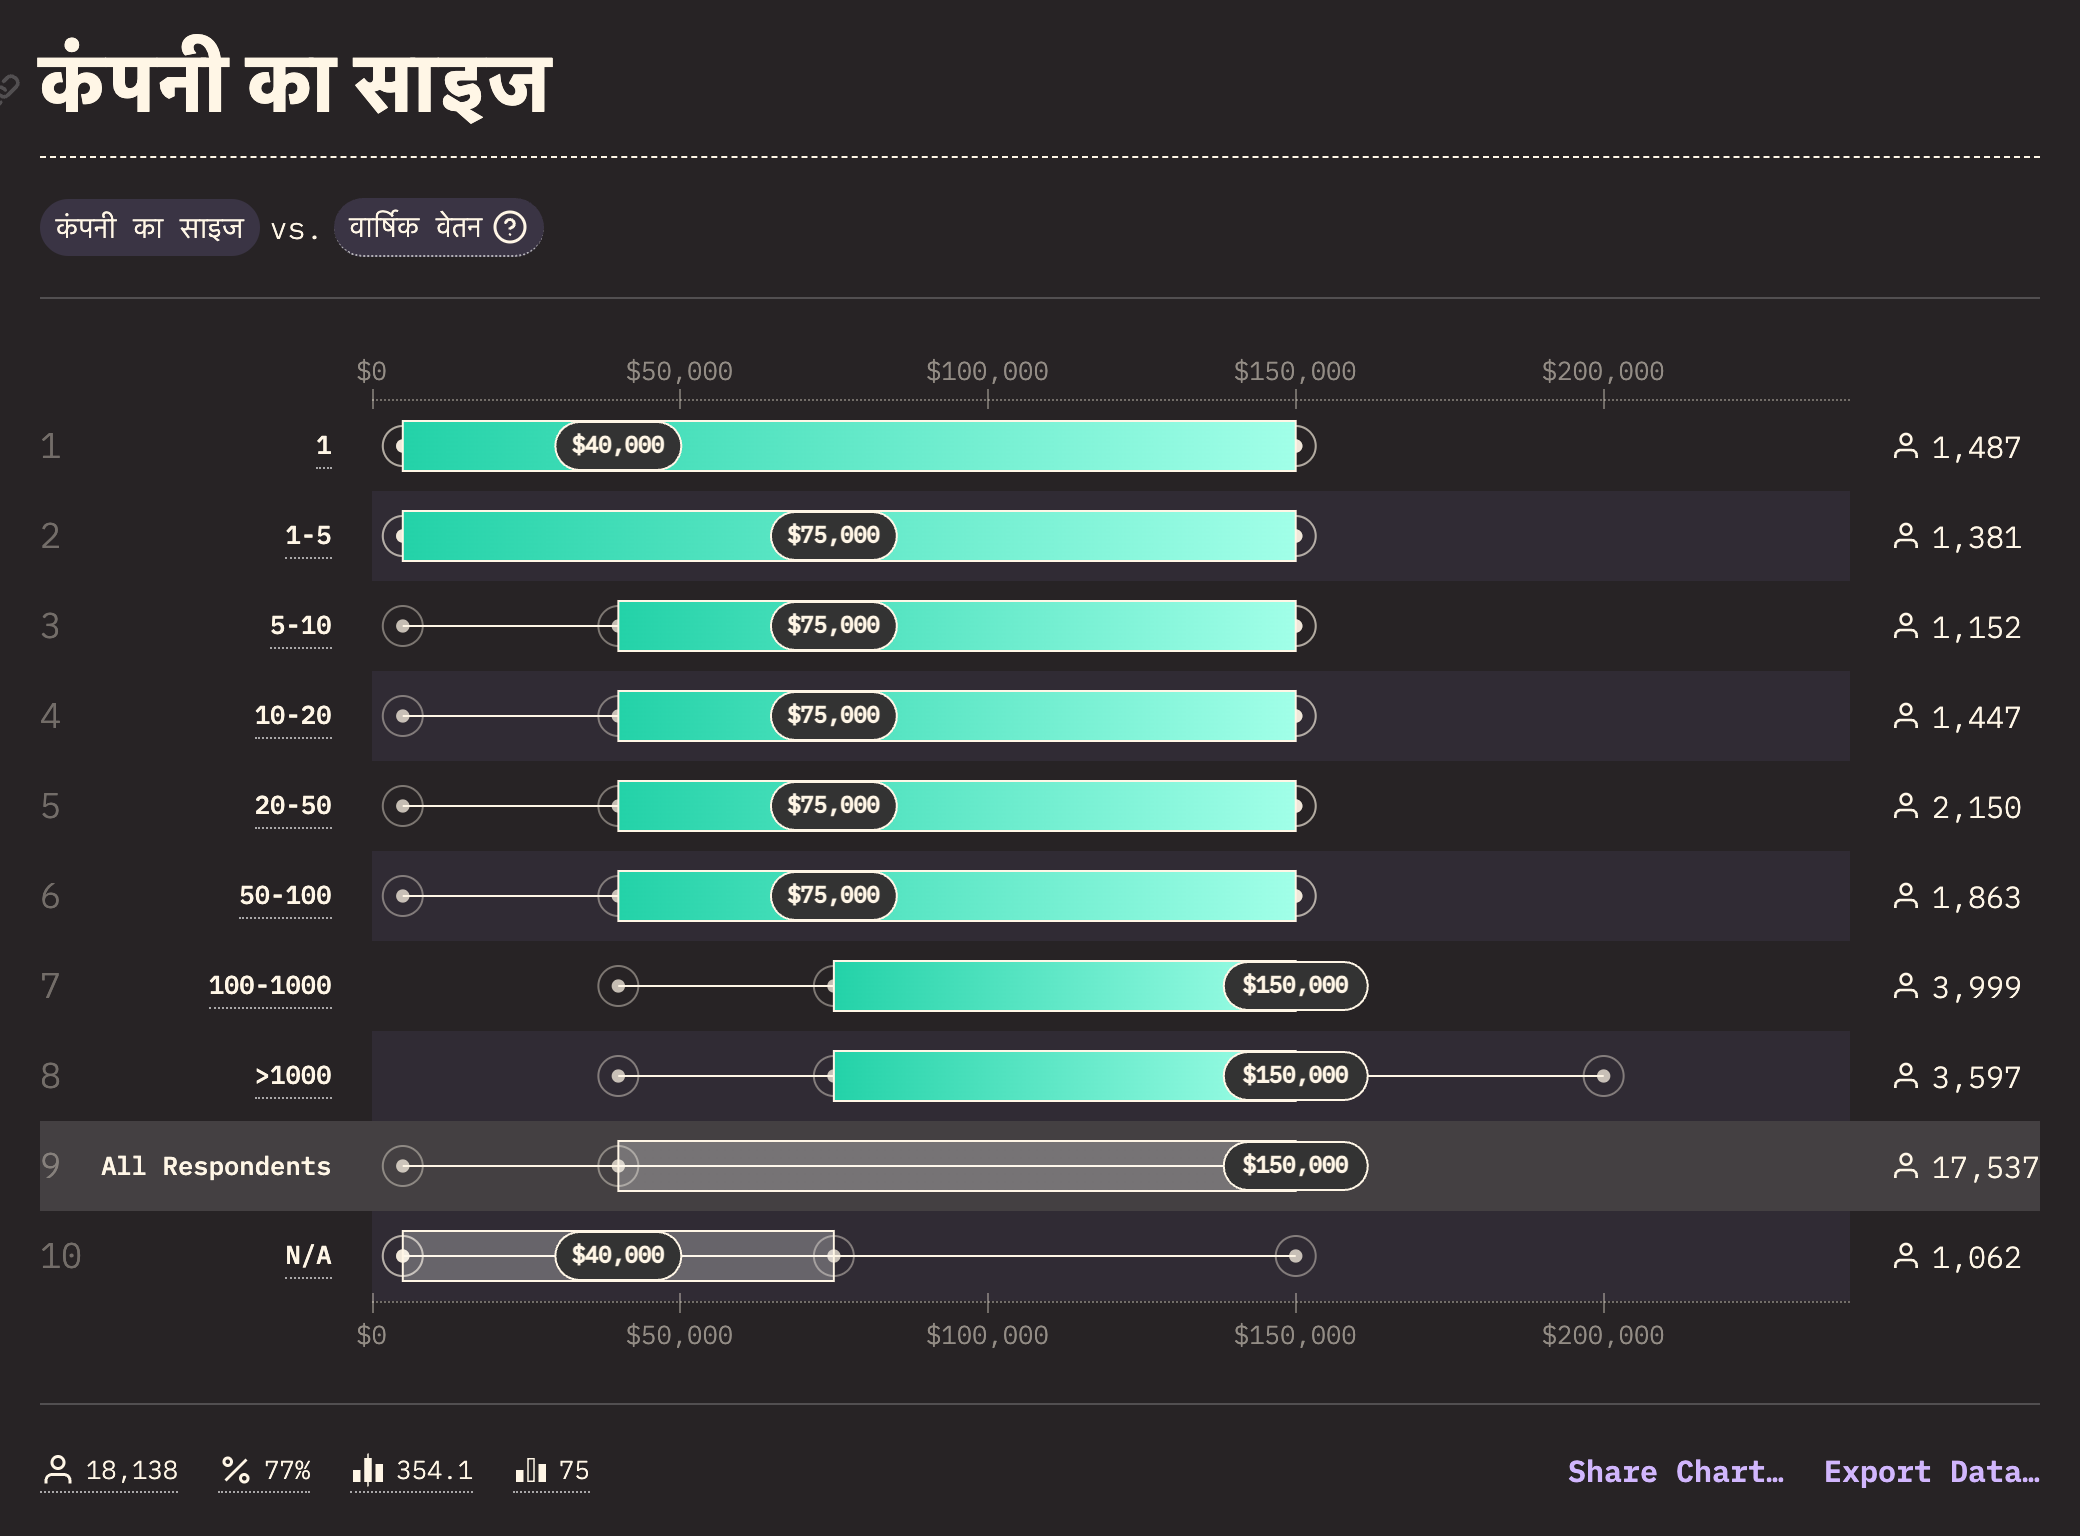 कंपनी का साइज
कंपनी का साइज vs. वार्षिक वेतन ?
$0 $50,000 $100,000 $150,000 $200,000
1 1 $40,000 1,487
2 1-5 $75,000 1,381
3 5-10 $75,000 1,152
4 10-20 $75,000 1,447
5 20-50 $75,000 2,150
6 50-100 $75,000 1,863
7 100-1000 $150,000 3,999
8 >1000 $150,000 3,597
9 All Respondents $150,000 17,537
10 N/A $40,000 1,062
$0 $50,000 $100,000 $150,000 $200,000
18,138 77% 354.1 75 Share Chart… Export Data…